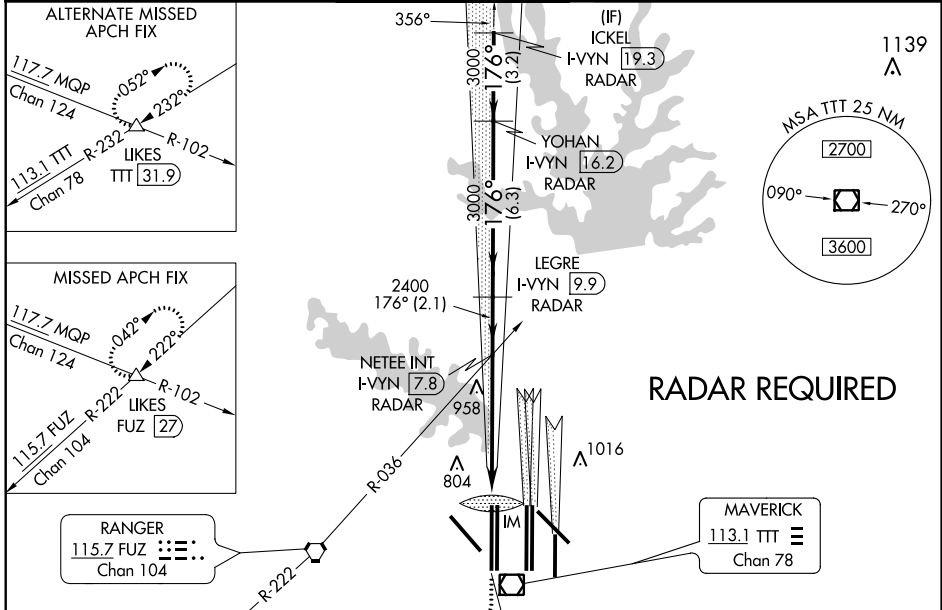 ALTERNATE MISSED
APCH FIX
117.7 MQP
Chan 124
052°
232°
R-232
R-102
113.1 TTT
Chan 78
LIKES
TTT 31.9
MISSED APCH FIX
117.7 MQP
Chan 124
042°
222°
R-222
R-102
115.7 FUZ
Chan 104
LIKES
FUZ 27
356°
(IF)
ICKEL
I-VYN 19.3
RADAR
3000
176°
(3.2)
YOHAN
I-VYN 16.2
RADAR
3000
176°
(6.3)
LEGRE
I-VYN 9.9
RADAR
2400
176° (2.1)
NETEE INT
I-VYN 7.8
RADAR
958
804
1016
IM
R-036
R-222
RANGER
115.7 FUZ
Chan 104
1139
MSA TTT 25 NM
2700
090°
270°
3600
RADAR REQUIRED
MAVERICK
113.1 TTT
Chan 78